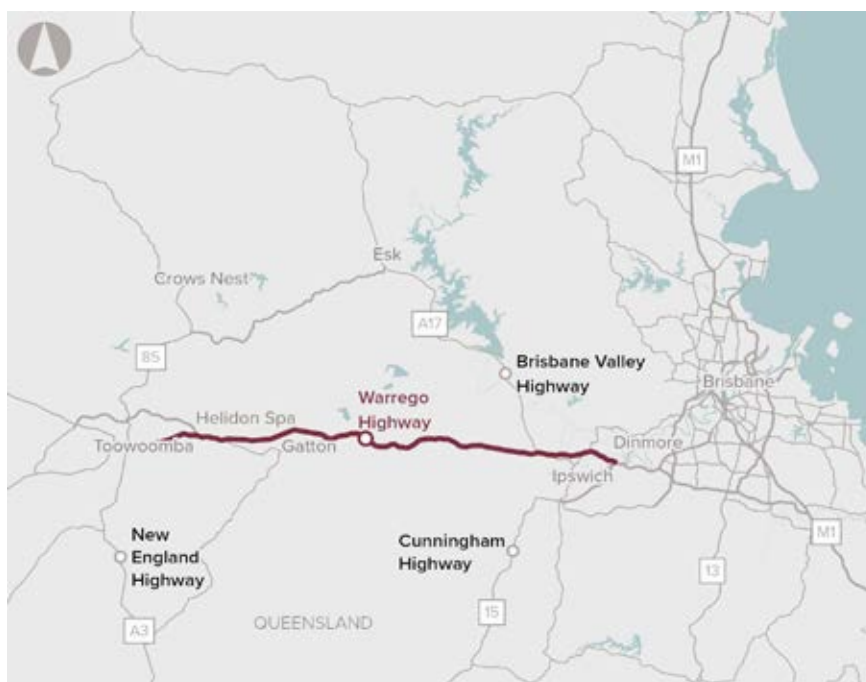 M1
Esk
Crows Nest
A17
85
Brisbane Valley
Highway
Brisbane
Warrego
Highway
Helidon Spa
Toowoomba
Gatton
Dinmore
Ipswich
New
England
Highway
Cunningham
Highway
M1
13
15
A3
QUEENSLAND